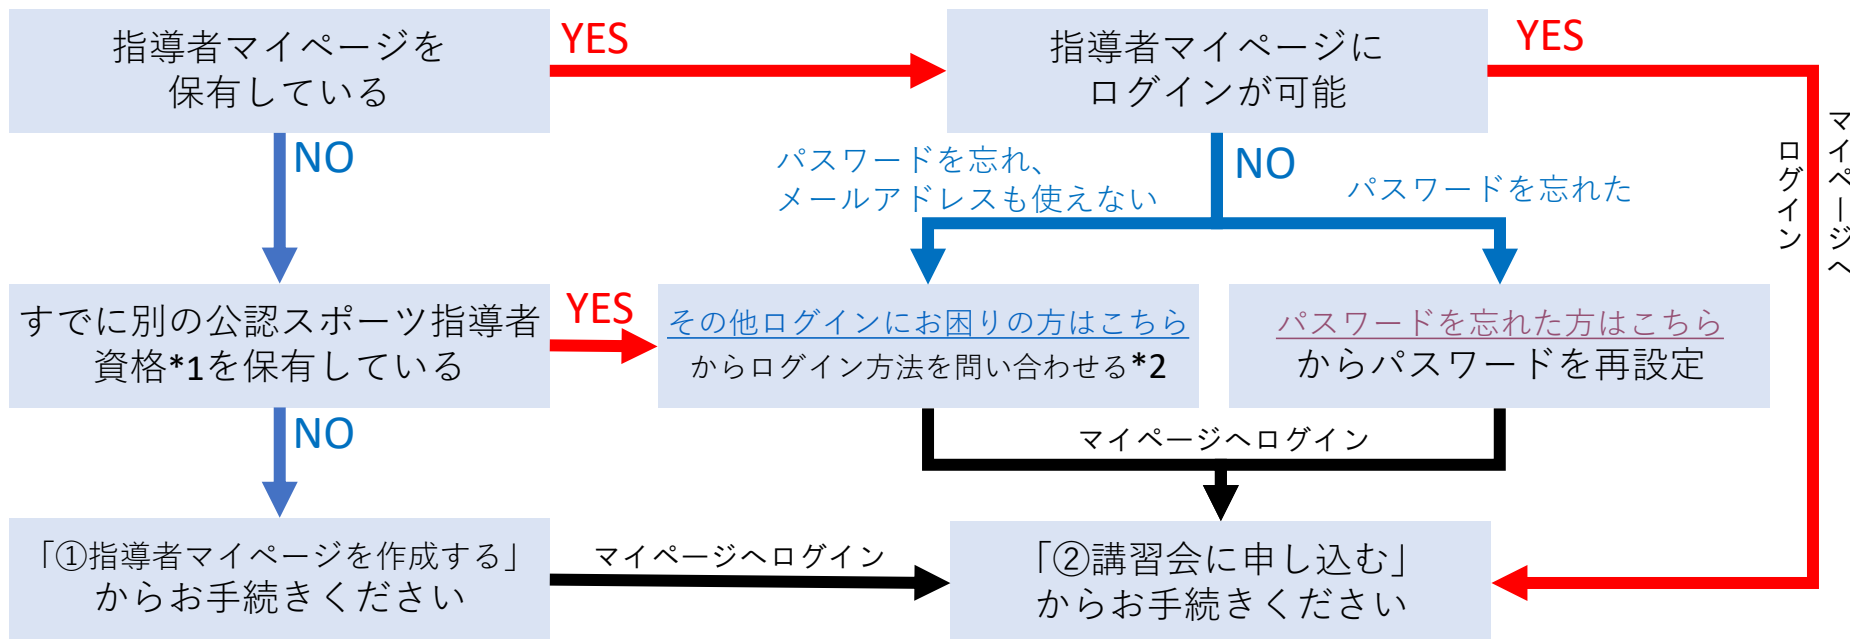 指導者マイページを
保有している
YES
指導者マイページに
ログインが可能
YES
マイページへ
ログイン
NO
パスワードを忘れ、
メールアドレスも使えない
NO
パスワードを忘れた
すでに別の公認スポーツ指導者
資格*1を保有している
YES
その他ログインにお困りの方はこちら
からログイン方法を問い合わせる*2
パスワードを忘れた方はこちら
からパスワードを再設定
NO
マイページへログイン
「①指導者マイページを作成する」
からお手続きください
マイページへログイン
「②講習会に申し込む」
からお手続きください